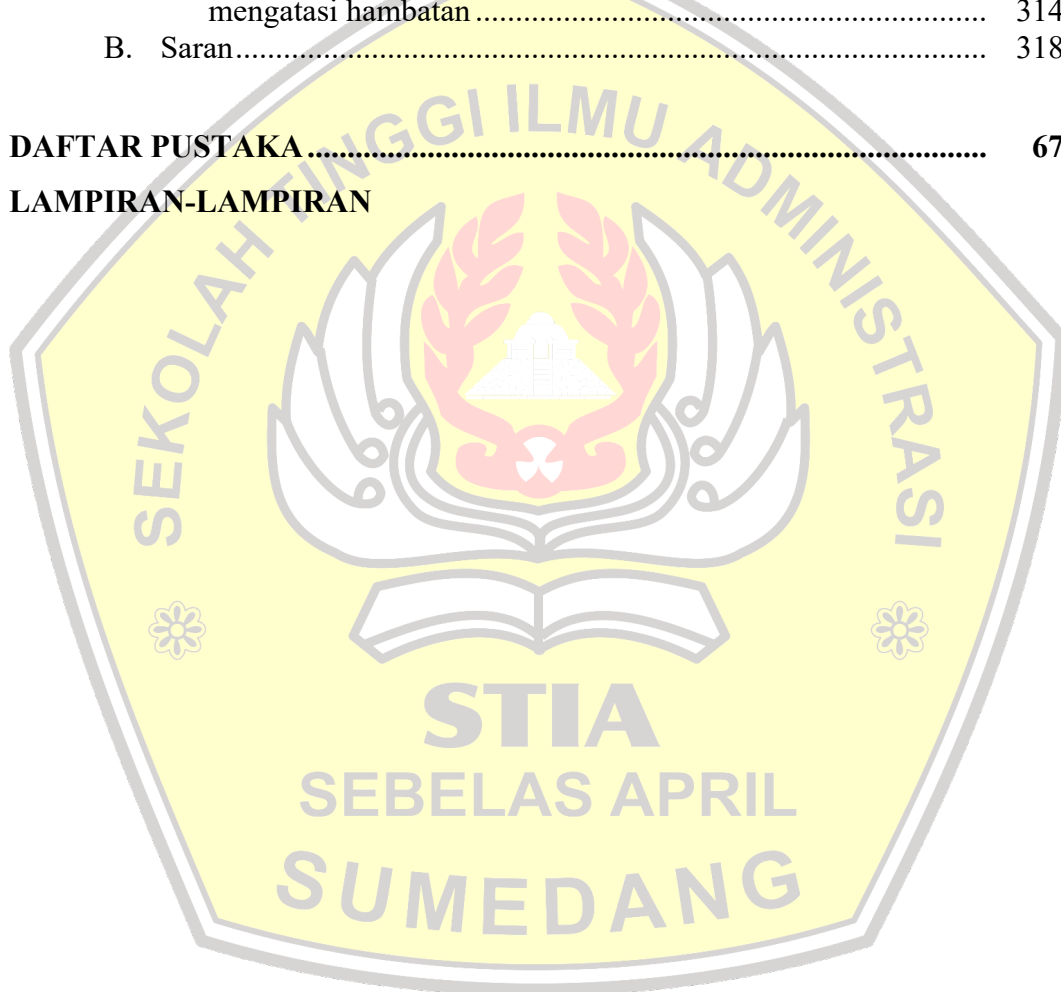 mengatasi hambatan ........................................................................ 314
B. Saran.......................................................................................................... 318
DAFTAR PUSTAKA ............................................................................................... 67
LAMPIRAN-LAMPIRAN
SEKOLAH TINGGI ILMU ADMINISTRASI
STIA
SEBELAS APRIL
SUMEDANG